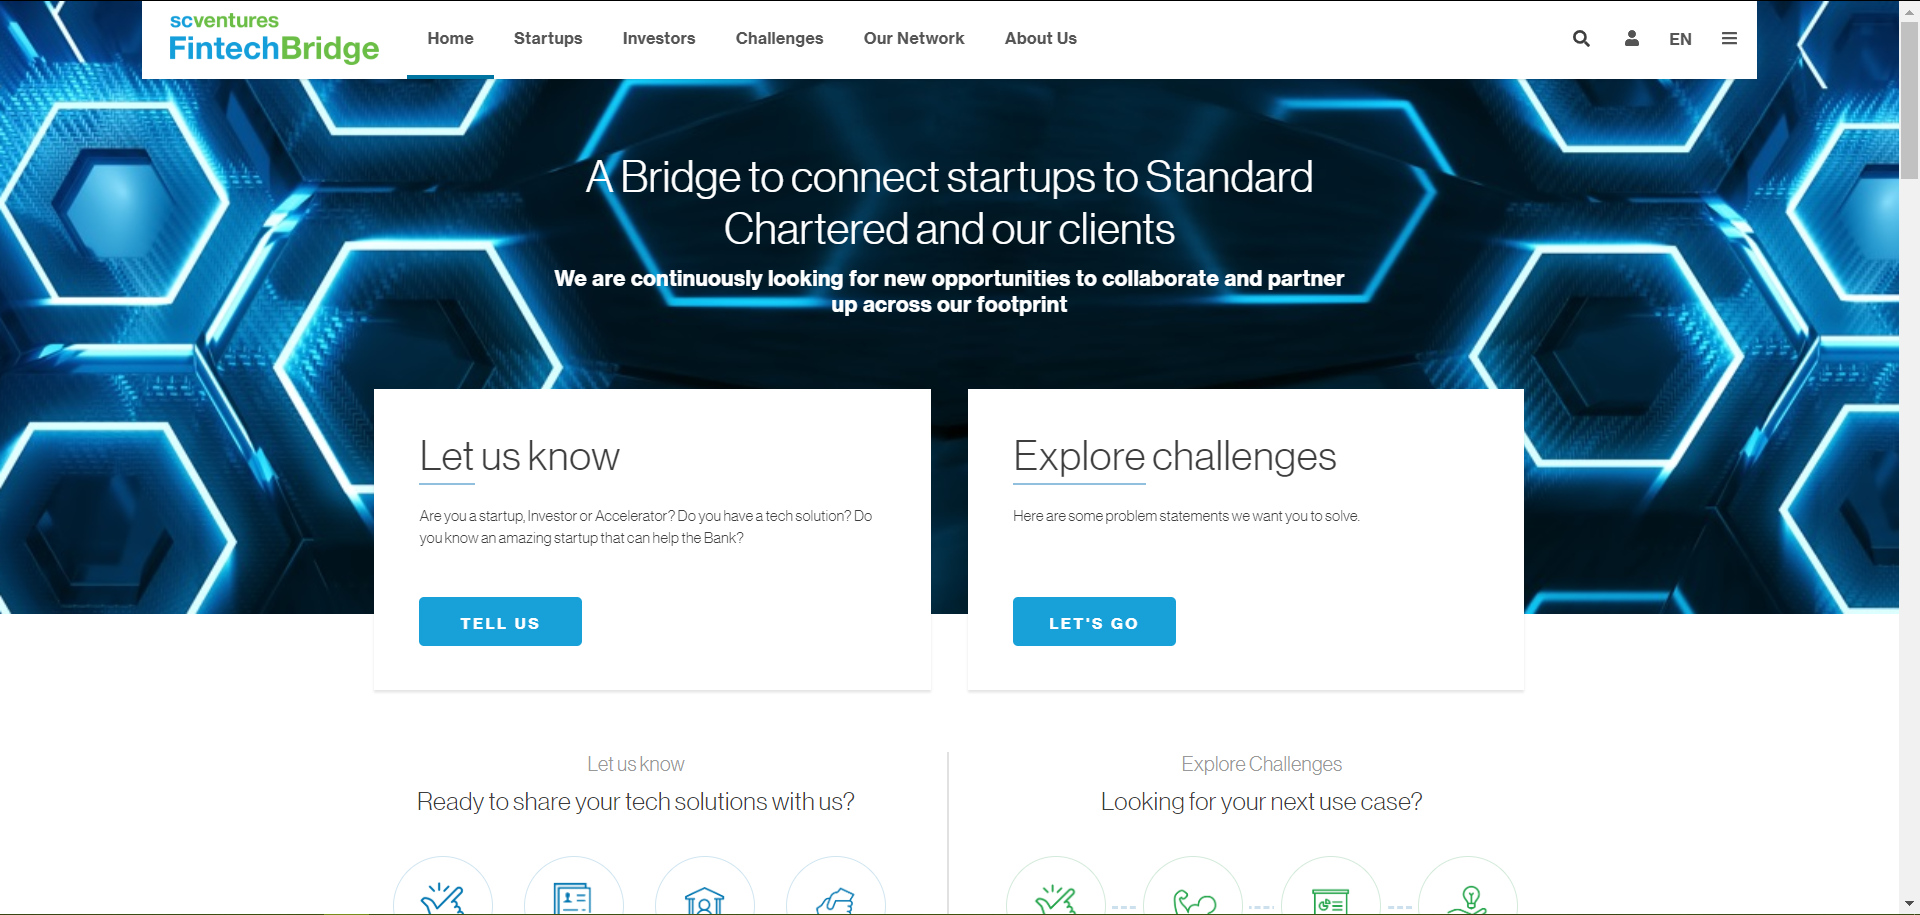 scventures
FintechBridge
Home
Startups
Investors
Challenges
Our Network
About Us
EN
A Bridge to connect startups to Standard
Chartered and our clients
We are continuously looking for new opportunities to collaborate and partner
up across our footprint
Let us know
Are you a startup, Investor or Accelerator? Do you have a tech solution? Do
you know an amazing startup that can help the Bank?
TELL US
Explore challenges
Here are some problem statements we want you to solve.
LET'S GO
Let us know
Ready to share your tech solutions with us?
Explore Challenges
Looking for your next use case?